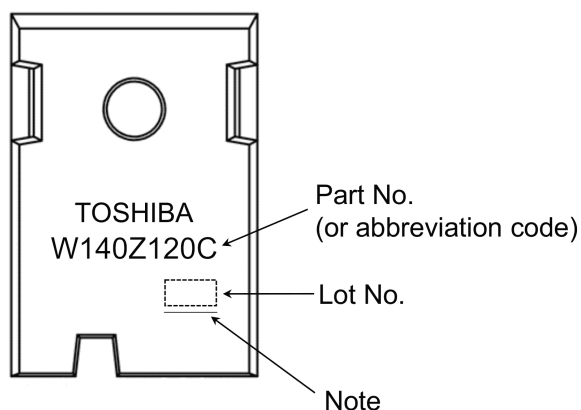 TOSHIBA
W140Z120C
Part No.
(or abbreviation code)
Lot No.
Note